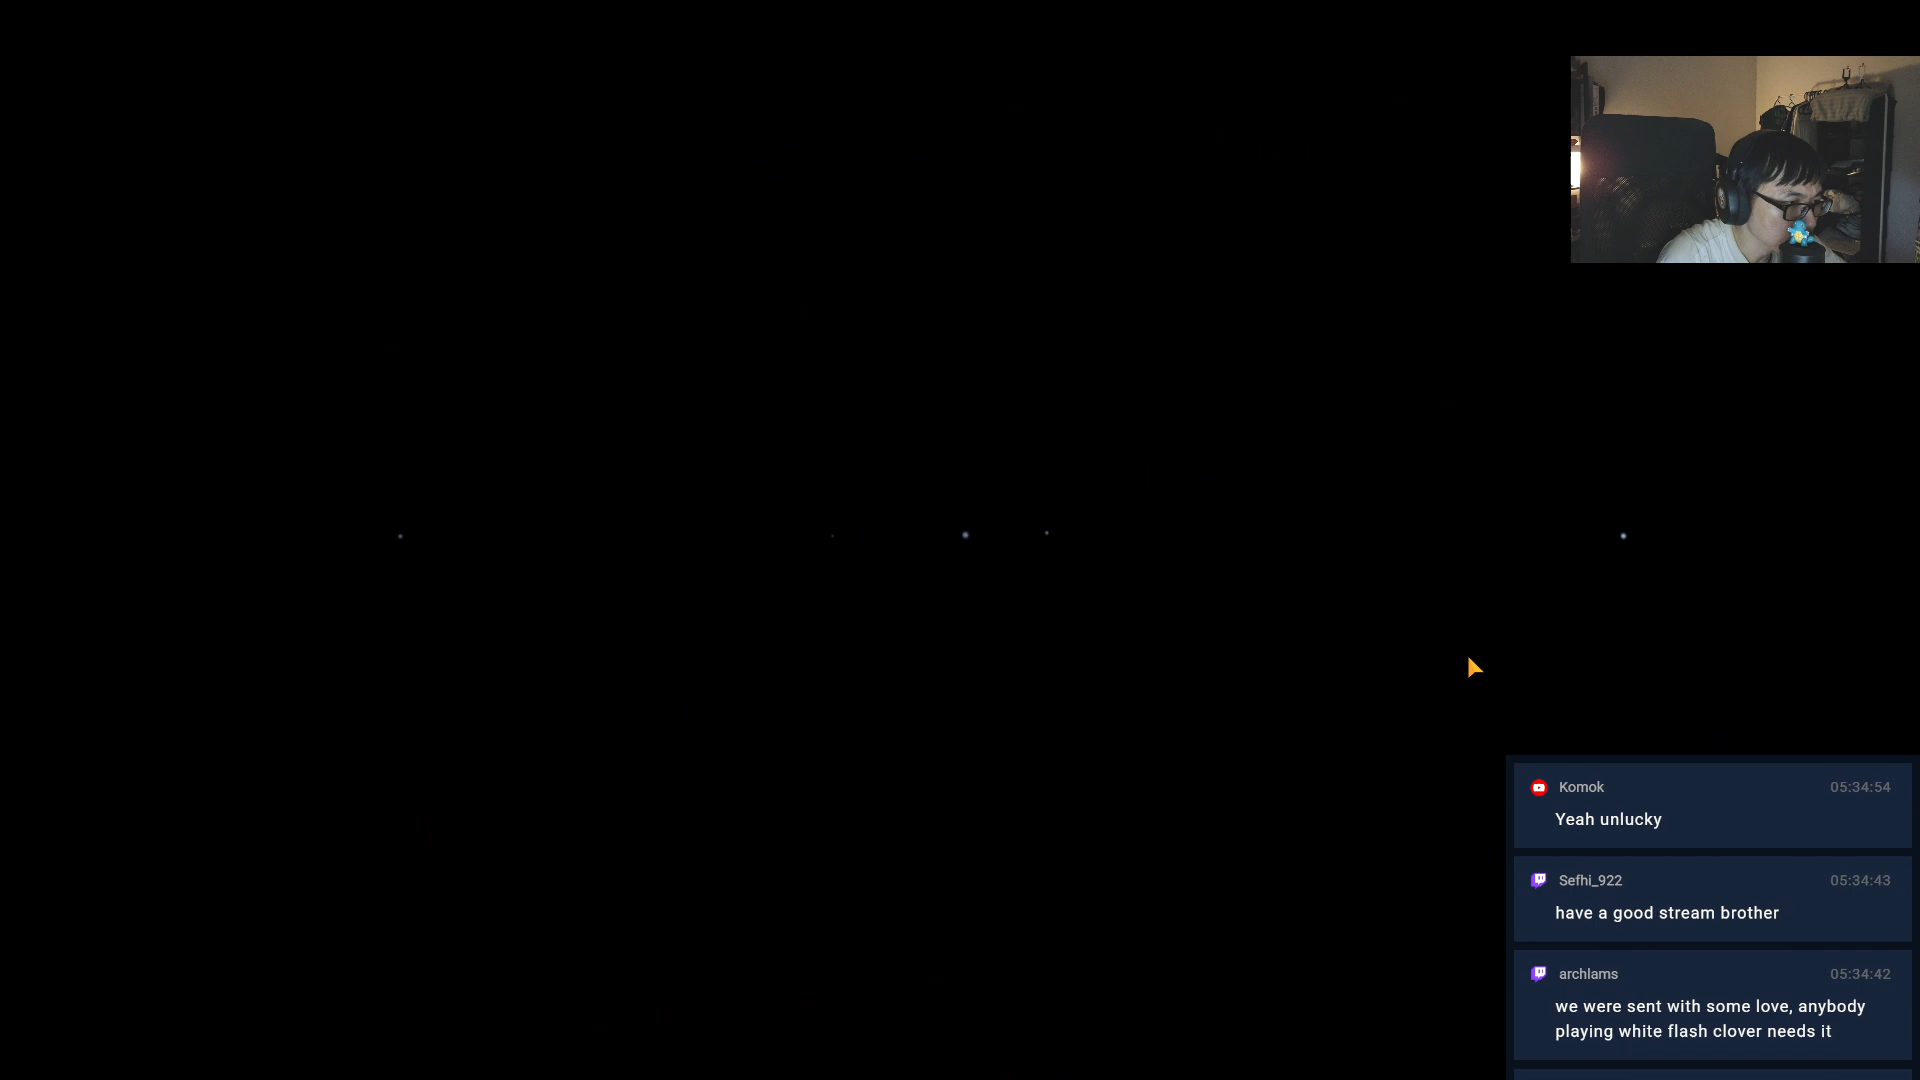 Komok 05:34:54
Yeah unlucky
Sefhi_922 05:34:43
have a good stream brother
archlams 05:34:42
we were sent with some love, anybody
playing white flash clover needs it